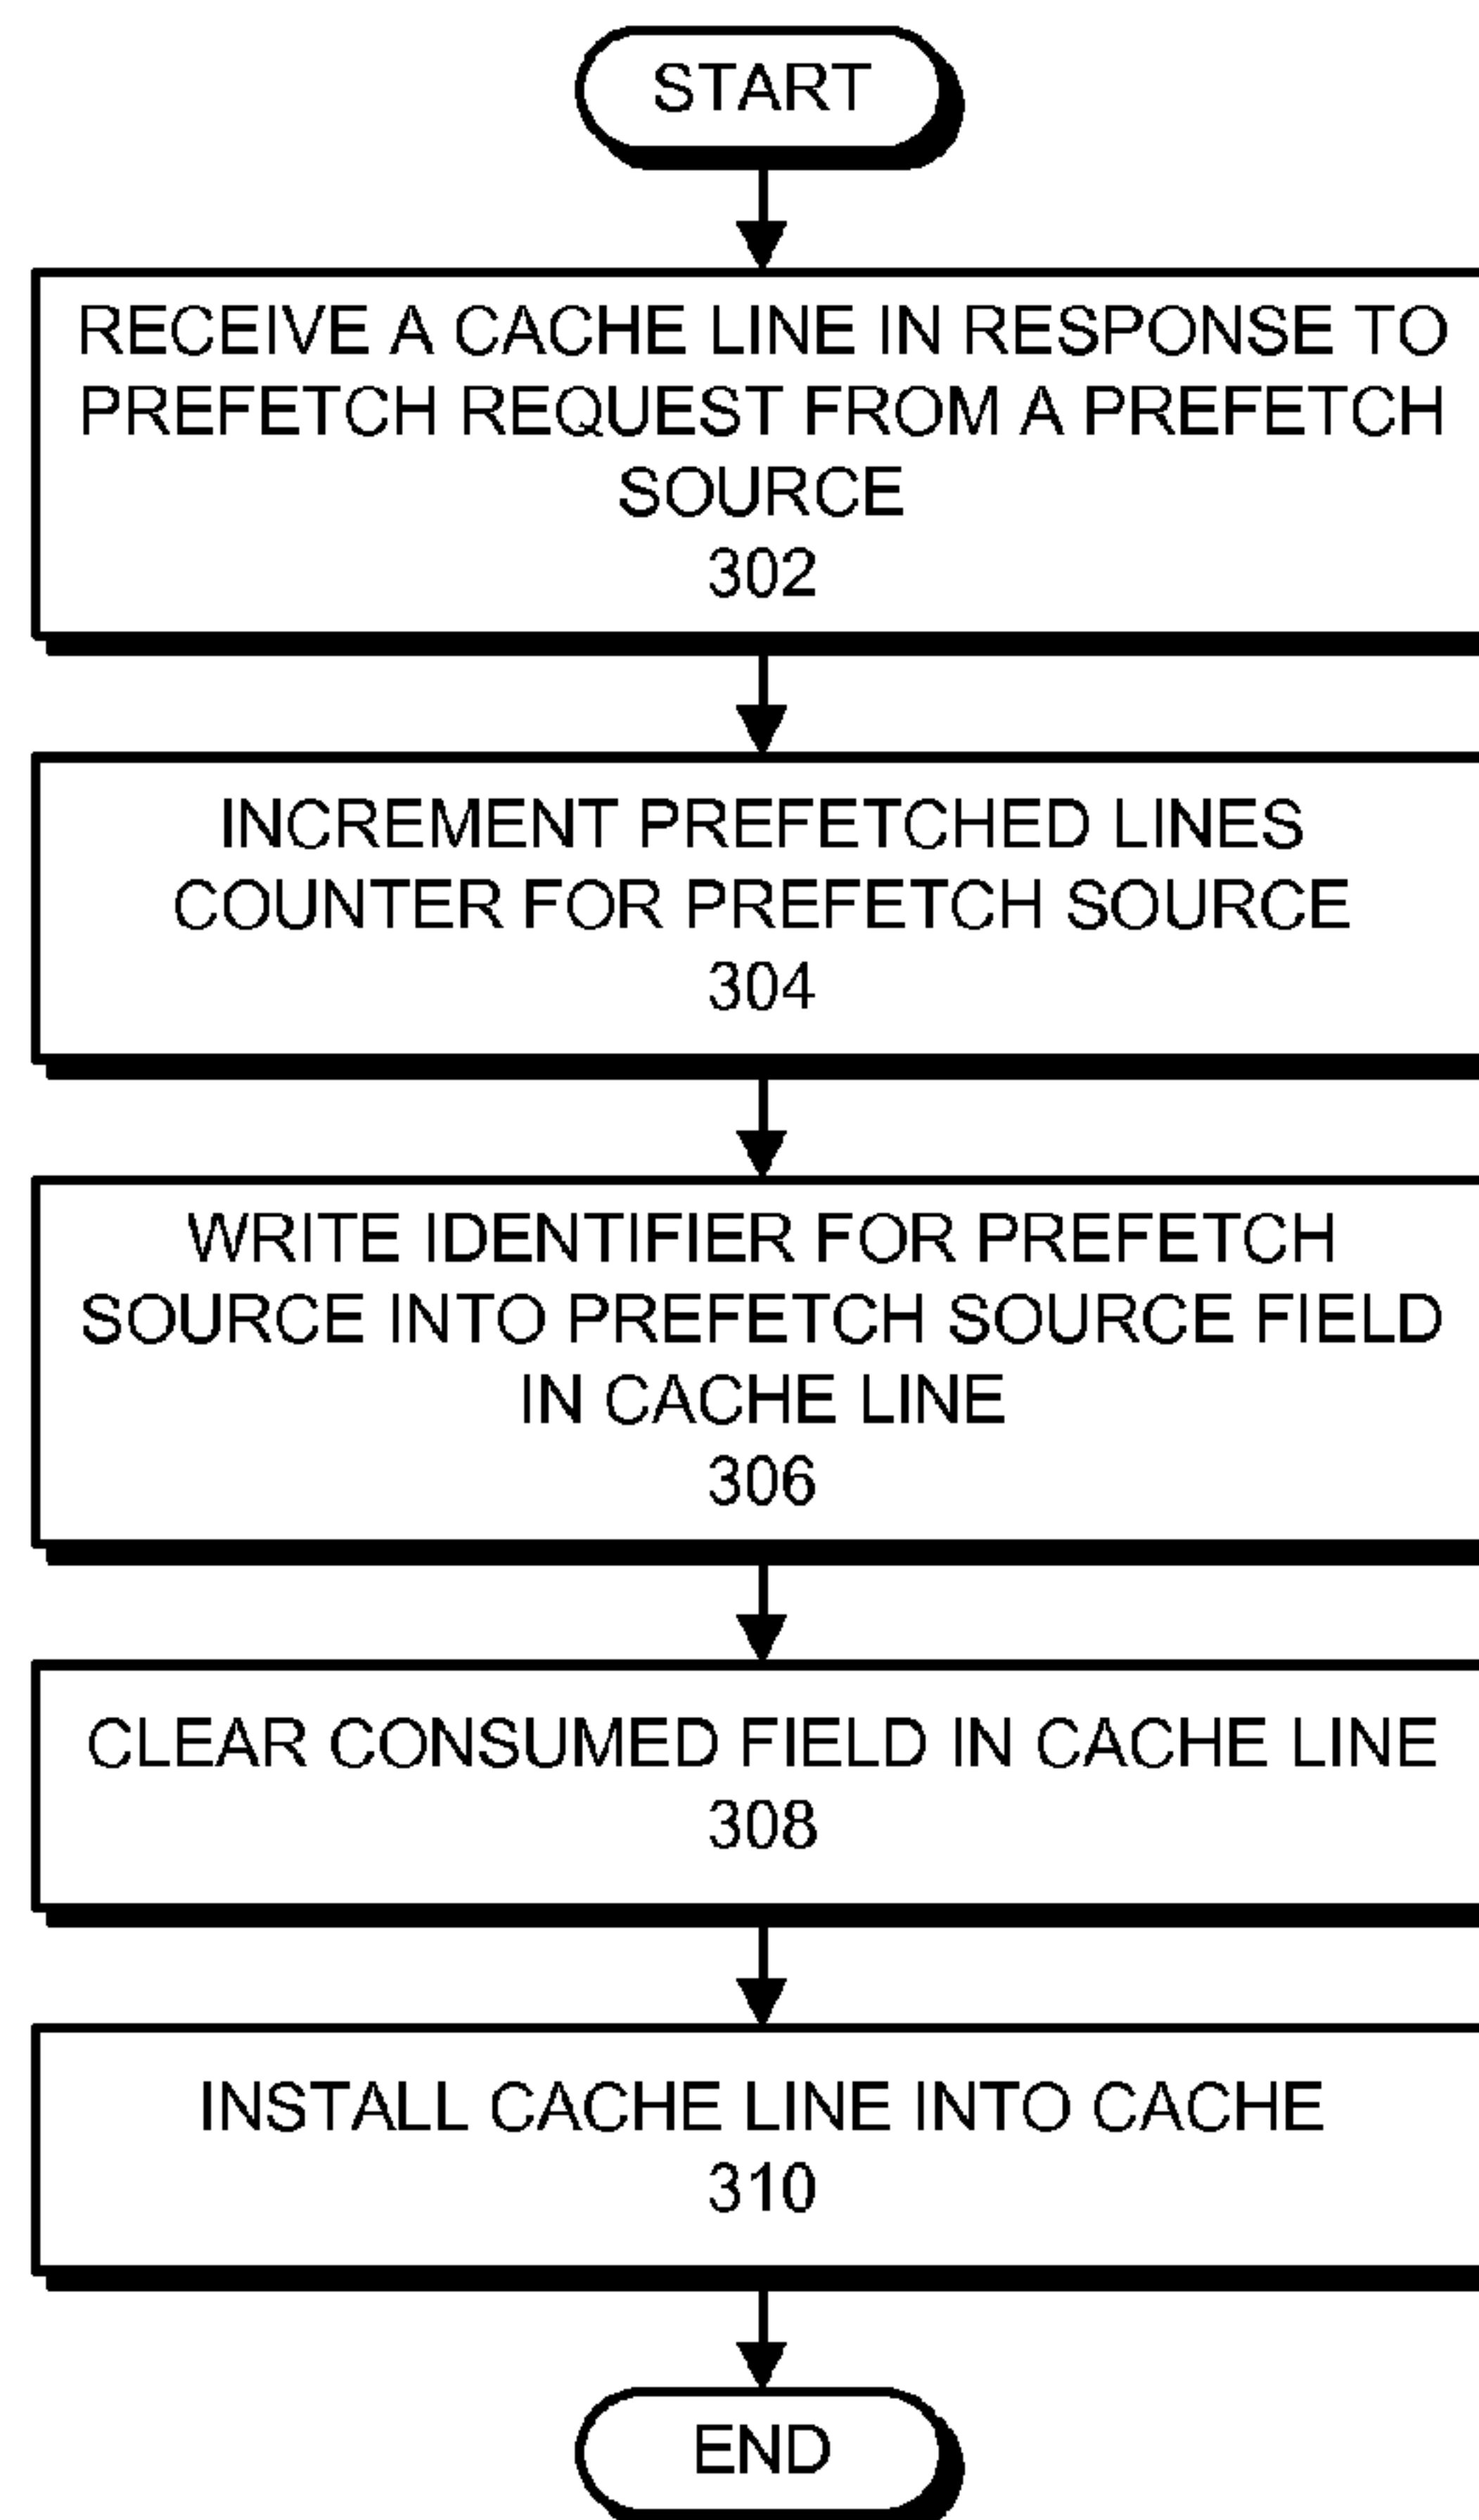 START
RECEIVE A CACHE LINE IN RESPONSE TO
PREFETCH REQUEST FROM A PREFETCH
SOURCE
302
INCREMENT PREFETCHED LINES
COUNTER FOR PREFETCH SOURCE
304
WRITE IDENTIFIER FOR PREFETCH
SOURCE INTO PREFETCH SOURCE FIELD
IN CACHE LINE
306
CLEAR CONSUMED FIELD IN CACHE LINE
308
INSTALL CACHE LINE INTO CACHE
310
END